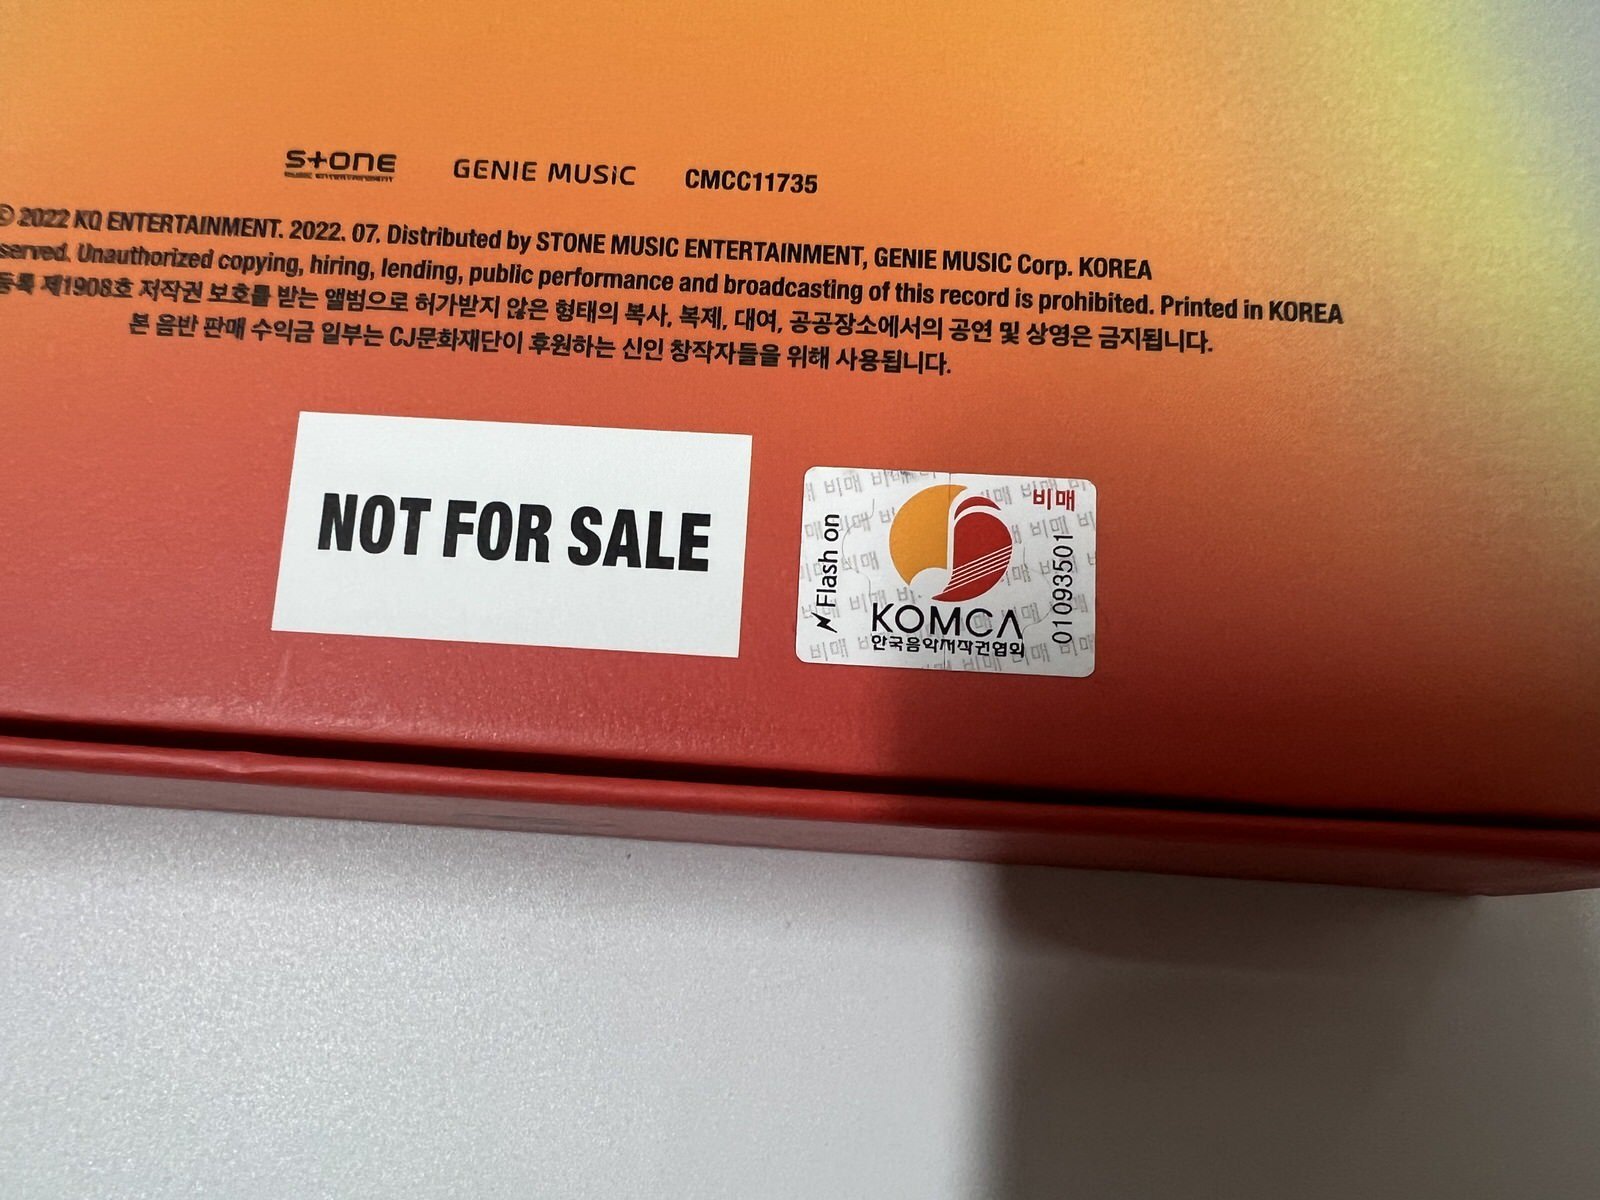 STONE
MUSIC ENTERTAINMENT
GENIE MUSIC
CMCC11735
© 2022 KQ ENTERTAINMENT. 2022. 07. Distributed by STONE MUSIC ENTERTAINMENT, GENIE MUSIC Corp. KOREA
served. Unauthorized copying, hiring, lending, public performance and broadcasting of this record is prohibited. Printed in KOREA
등록 제1908호 저작권 보호를 받는 앨범으로 허가받지 않은 형태의 복사, 복제, 대여, 공공장소에서의 공연 및 상영은 금지됩니다.
본 음반 판매 수익금 일부는 CJ문화재단이 후원하는 신인 창작자들을 위해 사용됩니다.
NOT FOR SALE
Flash on
비매
01093501
KOMCA
한국음악저작권협회